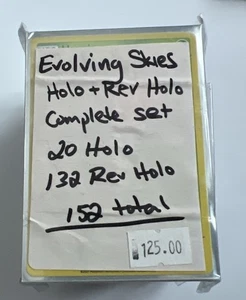 Evolving Skies
Holo + Rev Holo
Complete set
20 Holo
132 Rev Holo
152 total
125.00